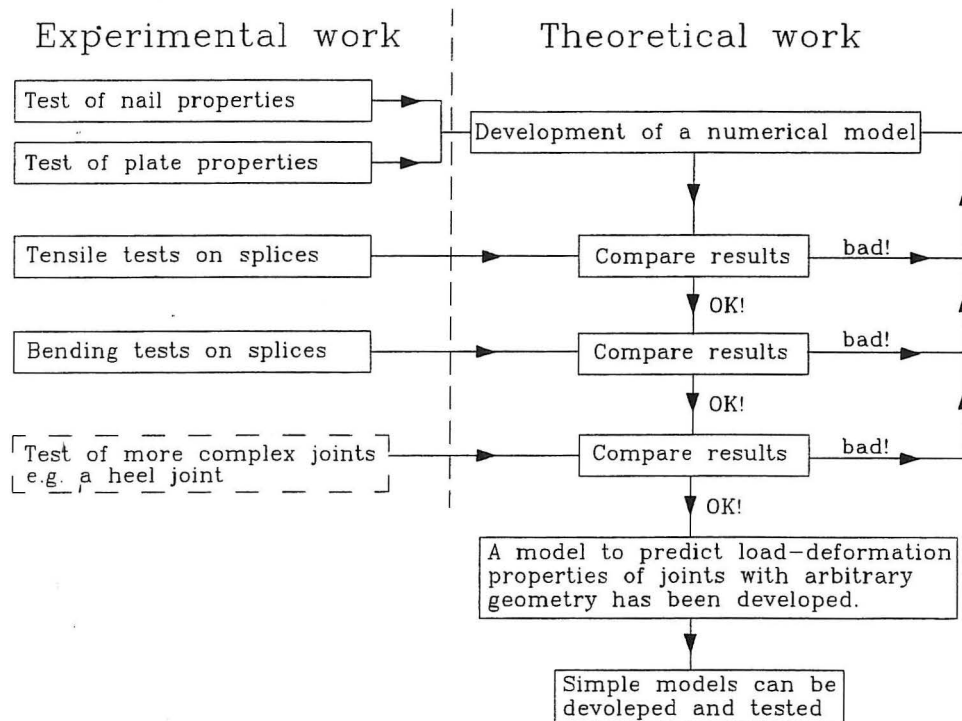 Experimental work
Theoretical work
Test of nail properties
Test of plate properties
Development of a numerical model
Tensile tests on splices
Compare results
bad!
OK!
Bending tests on splices
Compare results
bad!
OK!
Test of more complex joints
e.g. a heel joint
Compare results
bad!
OK!
A model to predict load-deformation
properties of joints with arbitrary
geometry has been developed.
Simple models can be
devoleped and tested